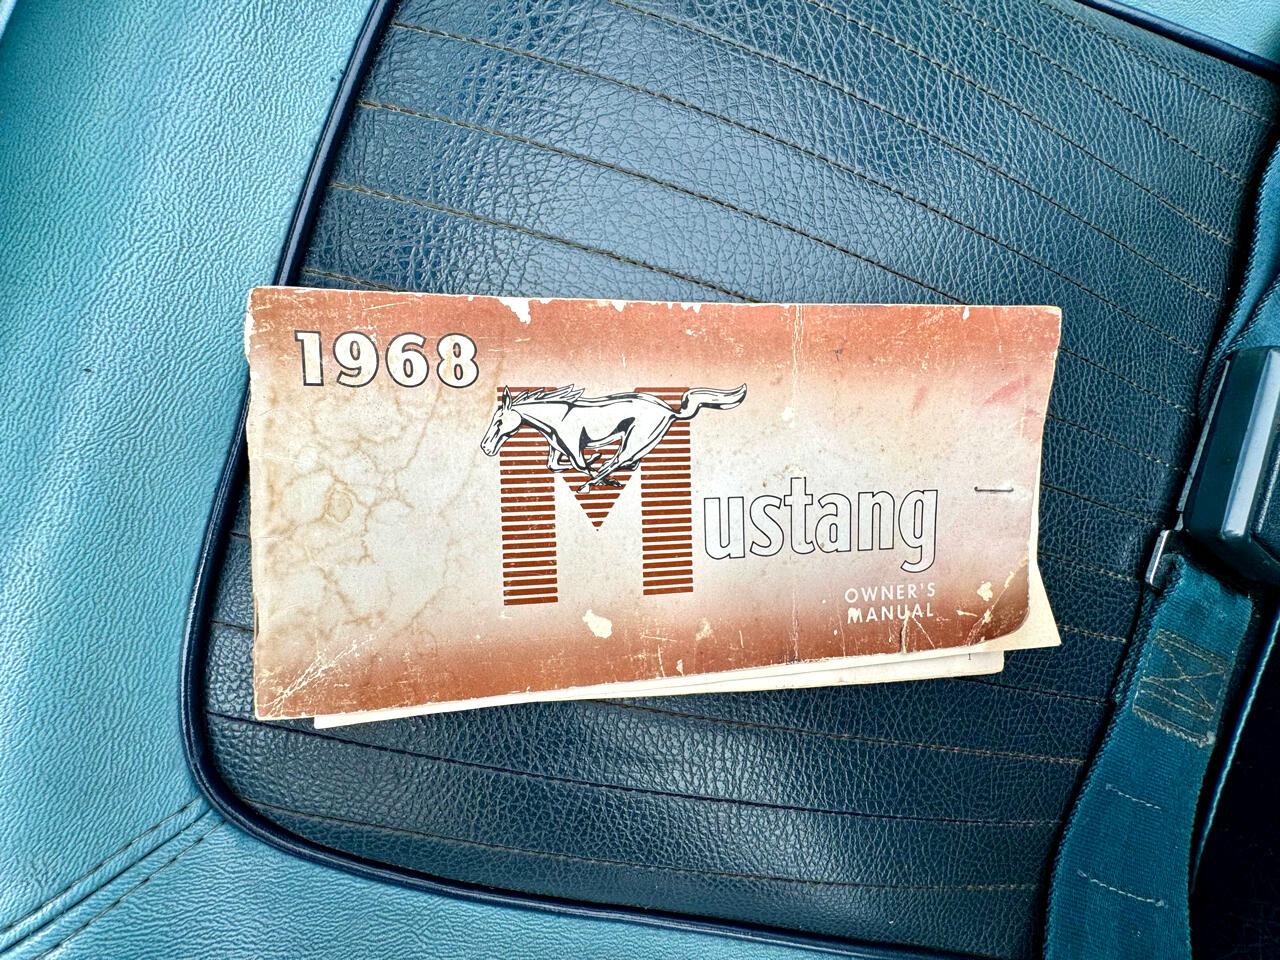 1968
Mustang
OWNER'S
MANUAL